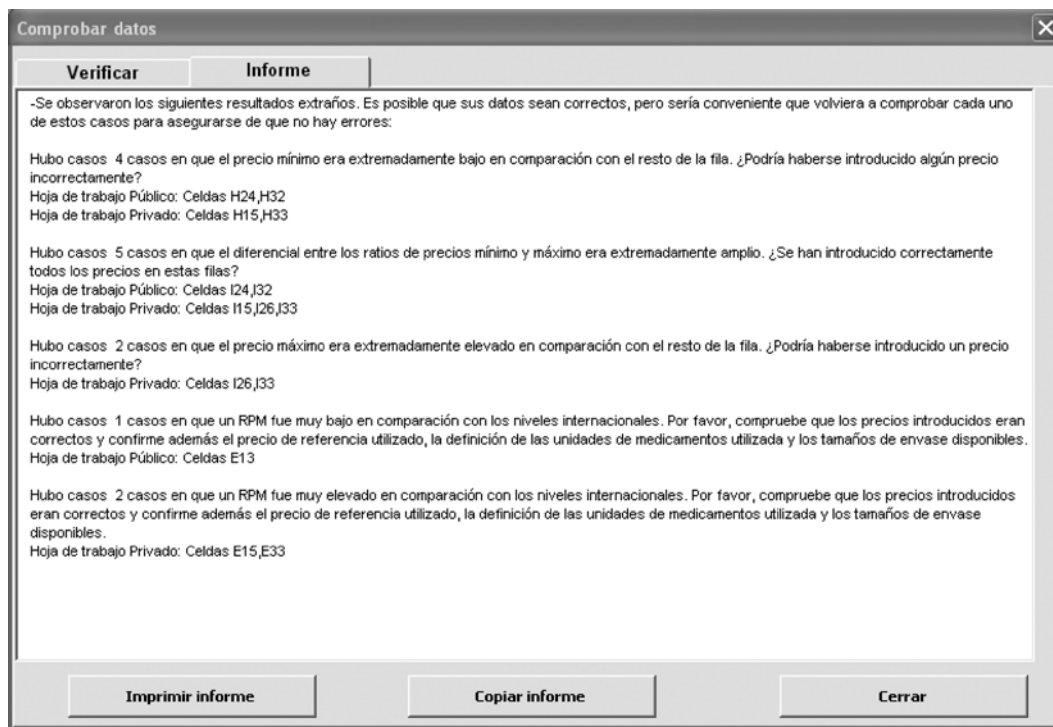 Comprobar datos
Verificar
Informe
-Se observaron los siguientes resultados extraños. Es posible que sus datos sean correctos, pero sería conveniente que volviera a comprobar cada uno
de estos casos para asegurarse de que no hay errores:
Hubo casos  4 casos en que el precio mínimo era extremadamente bajo en comparación con el resto de la fila. ¿Podría haberse introducido algún precio
incorrectamente?
Hoja de trabajo Público: Celdas H24,H32
Hoja de trabajo Privado: Celdas H15,H33
Hubo casos  5 casos en que el diferencial entre los ratios de precios mínimo y máximo era extremadamente amplio. ¿Se han introducido correctamente
todos los precios en estas filas?
Hoja de trabajo Público: Celdas I24,I32
Hoja de trabajo Privado: Celdas I15,I26,I33
Hubo casos  2 casos en que el precio máximo era extremadamente elevado en comparación con el resto de la fila. ¿Podría haberse introducido un precio
incorrectamente?
Hoja de trabajo Privado: Celdas I26,I33
Hubo casos  1 casos en que un RPM fue muy bajo en comparación con los niveles internacionales. Por favor, compruebe que los precios introducidos eran
correctos y confirme además el precio de referencia utilizado, la definición de las unidades de medicamentos utilizada y los tamaños de envase disponibles.
Hoja de trabajo Público: Celdas E13
Hubo casos  2 casos en que un RPM fue muy elevado en comparación con los niveles internacionales. Por favor, compruebe que los precios introducidos
eran correctos y confirme además el precio de referencia utilizado, la definición de las unidades de medicamentos utilizada y los tamaños de envase
disponibles.
Hoja de trabajo Privado: Celdas E15,E33
Imprimir informe
Copiar informe
Cerrar